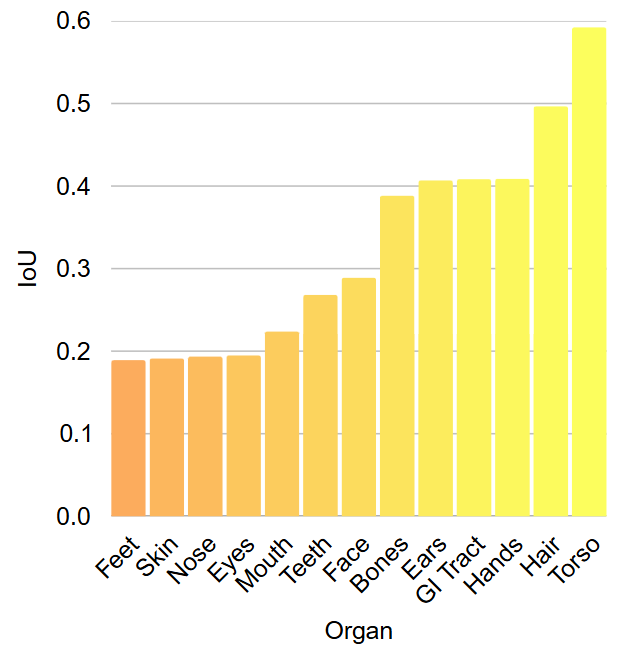 0.6
0.5
0.4
0.3
0.2
0.1
0.0
IoU
Feet
Skin
Nose
Eyes
Mouth
Teeth
Face
Bones
Ears
GI Tract
Hands
Hair
Torso
Organ